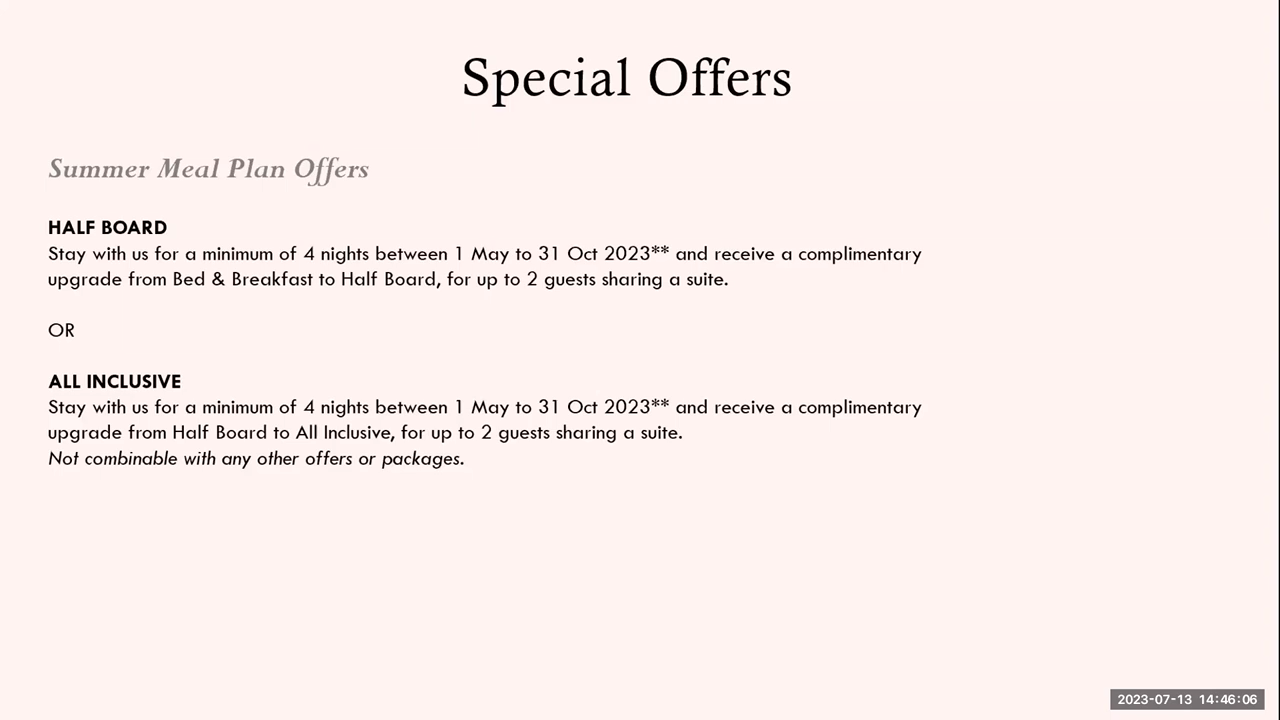 Special Offers
Summer Meal Plan Offers
HALF BOARD
Stay with us for a minimum of 4 nights between 1 May to 31 Oct 2023** and receive a complimentary
upgrade from Bed & Breakfast to Half Board, for up to 2 guests sharing a suite.
OR
ALL INCLUSIVE
Stay with us for a minimum of 4 nights between 1 May to 31 Oct 2023** and receive a complimentary
upgrade from Half Board to All Inclusive, for up to 2 guests sharing a suite.
Not combinable with any other offers or packages.
2023-07-13 14:46:06